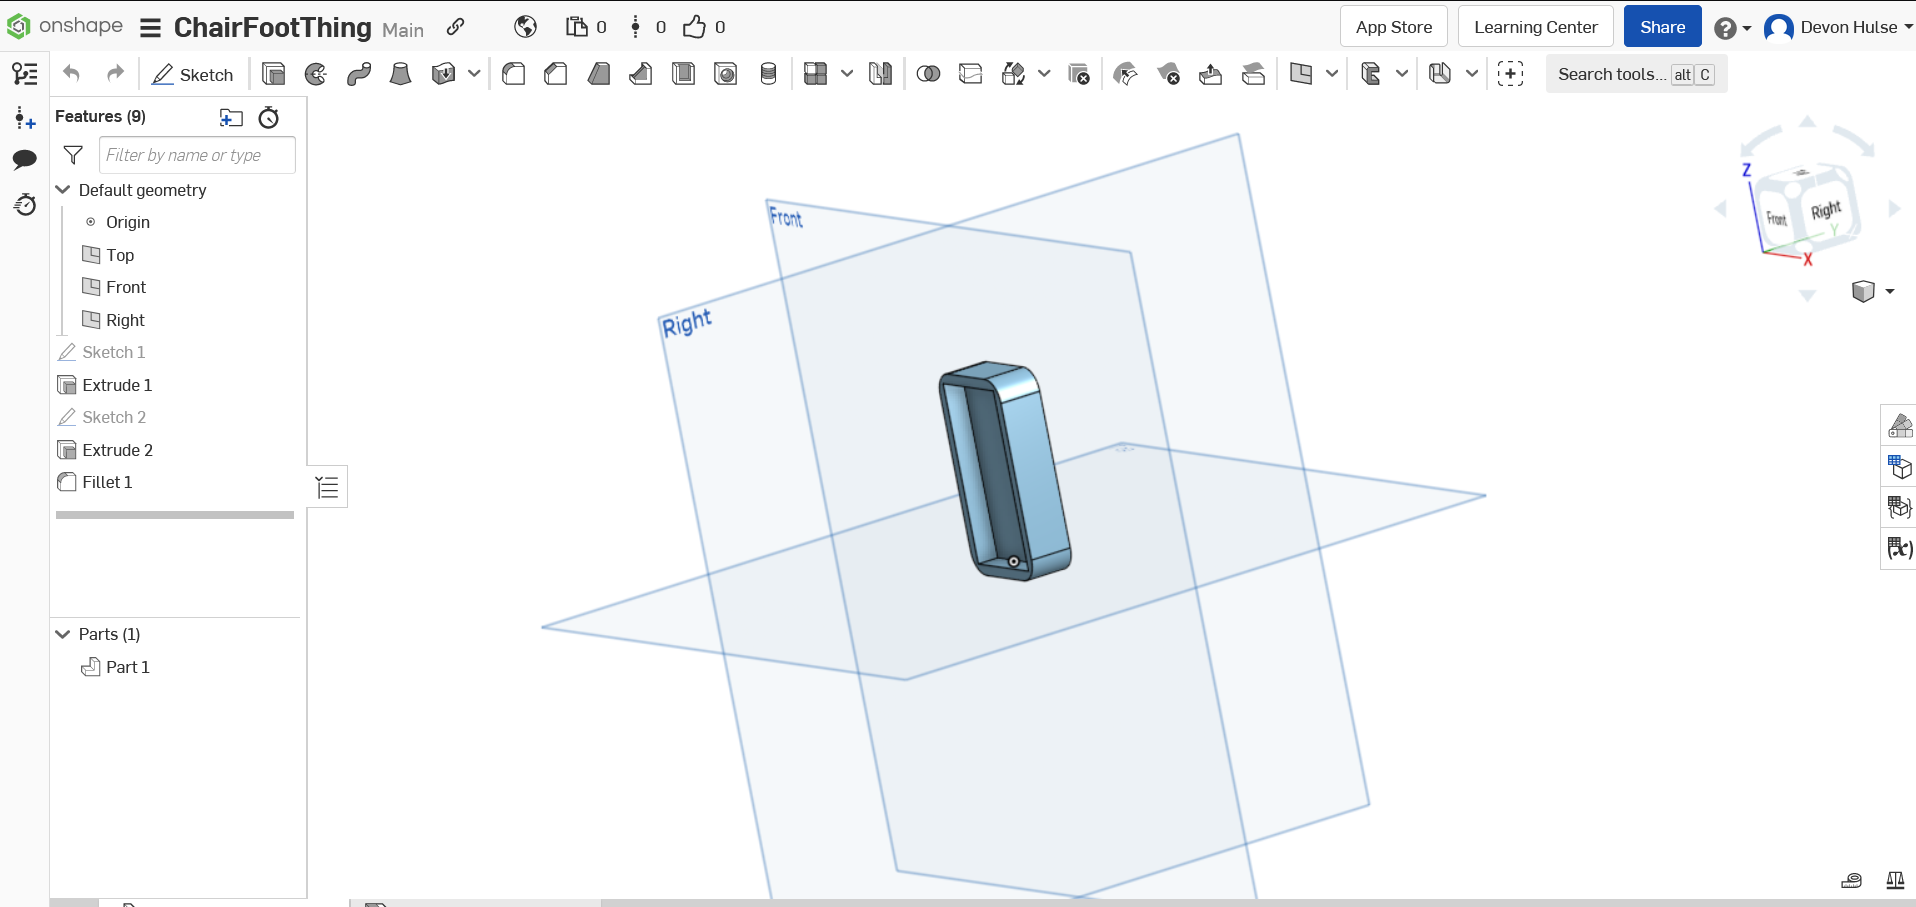 onshape ChairFootThing Main 0 0 0 App Store Learning Center Share Devon Hulse
Sketch Search tools... alt C
Features (9)
Filter by name or type
Default geometry
Origin
Top
Front
Right
Sketch 1
Extrude 1
Sketch 2
Extrude 2
Fillet 1
Parts (1)
Part 1
Front
Right
Z
Front Right
Y
X
(x)